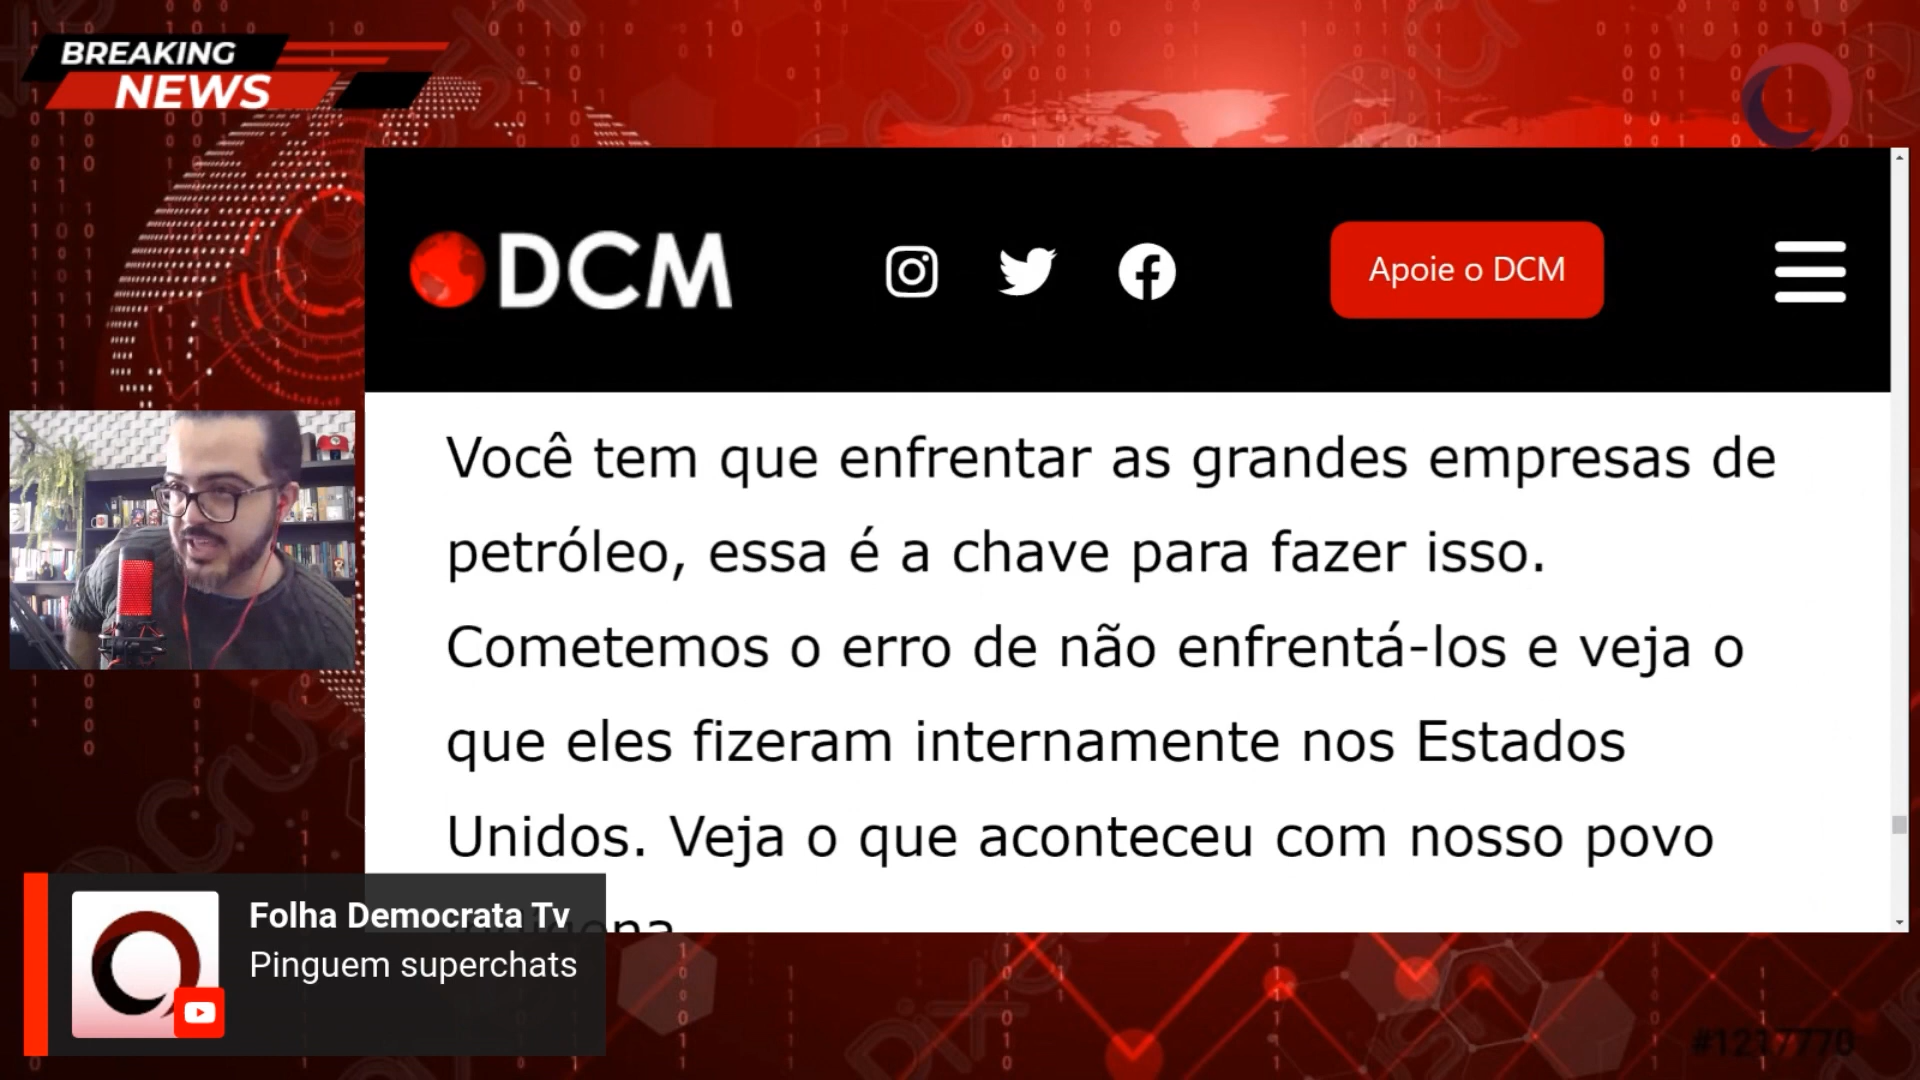 BREAKING
NEWS
DCM
Apoie o DCM
Você tem que enfrentar as grandes empresas de
petróleo, essa é a chave para fazer isso.
Cometemos o erro de não enfrentá-los e veja o
que eles fizeram internamente nos Estados
Unidos. Veja o que aconteceu com nosso povo
Folha Democrata Tv
Pinguem superchats
#1217770